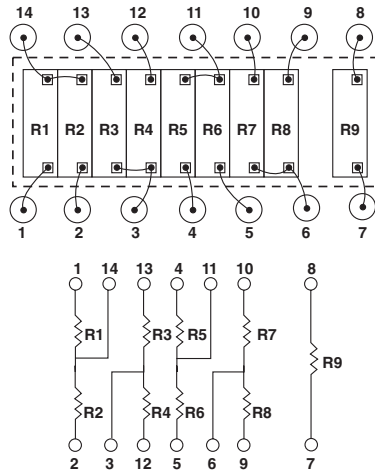 14 13 12 11 10 9 8
R1 R2 R3 R4 R5 R6 R7 R8 R9
1 2 3 4 5 6 7
1 14 13 4 11 10 8
R1 R3 R5 R7
R9
R2 R4 R6 R8
2 3 12 5 6 9 7